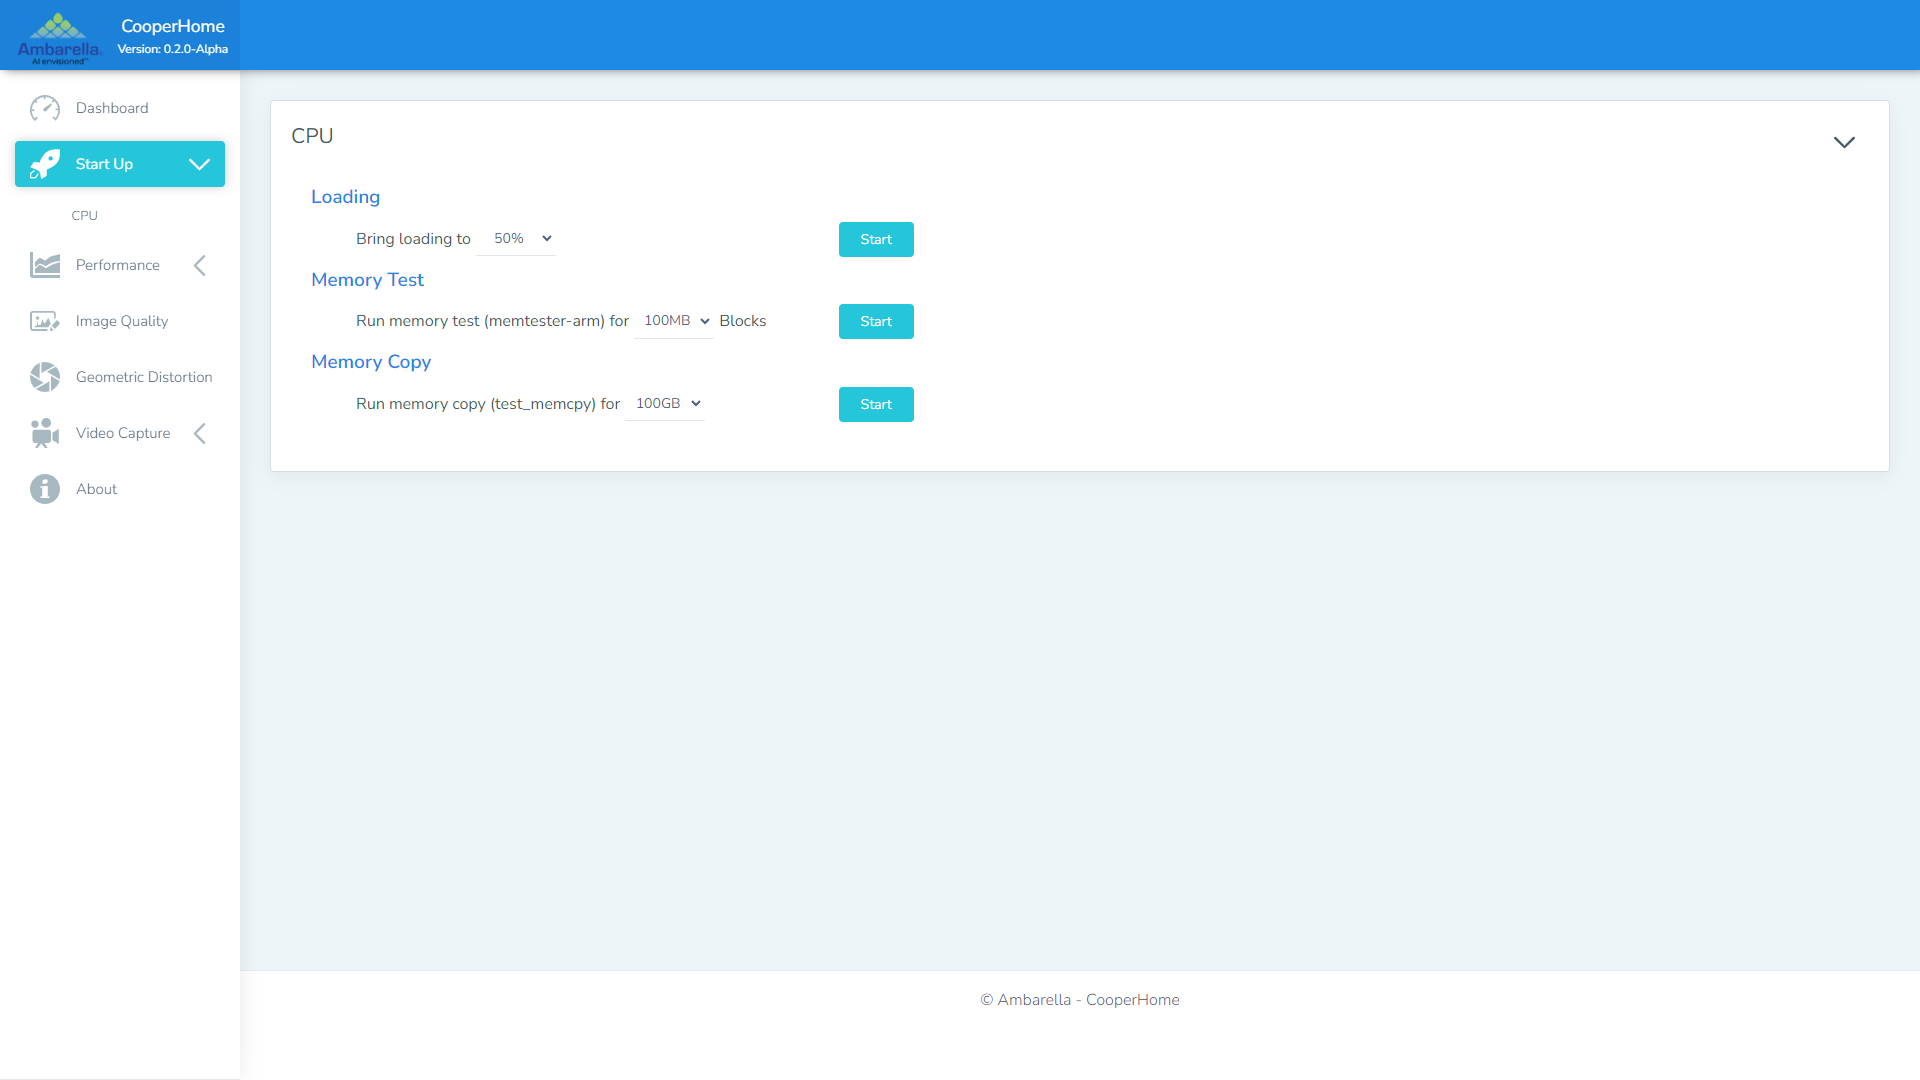 Ambarella
AI envisioned™
CooperHome
Version: 0.2.0-Alpha
Dashboard
Start Up
CPU
Performance
Image Quality
Geometric Distortion
Video Capture
About
CPU
Loading
Bring loading to 50% Start
Memory Test
Run memory test (memtester-arm) for 100MB Blocks Start
Memory Copy
Run memory copy (test_memcpy) for 100GB Start
© Ambarella - CooperHome